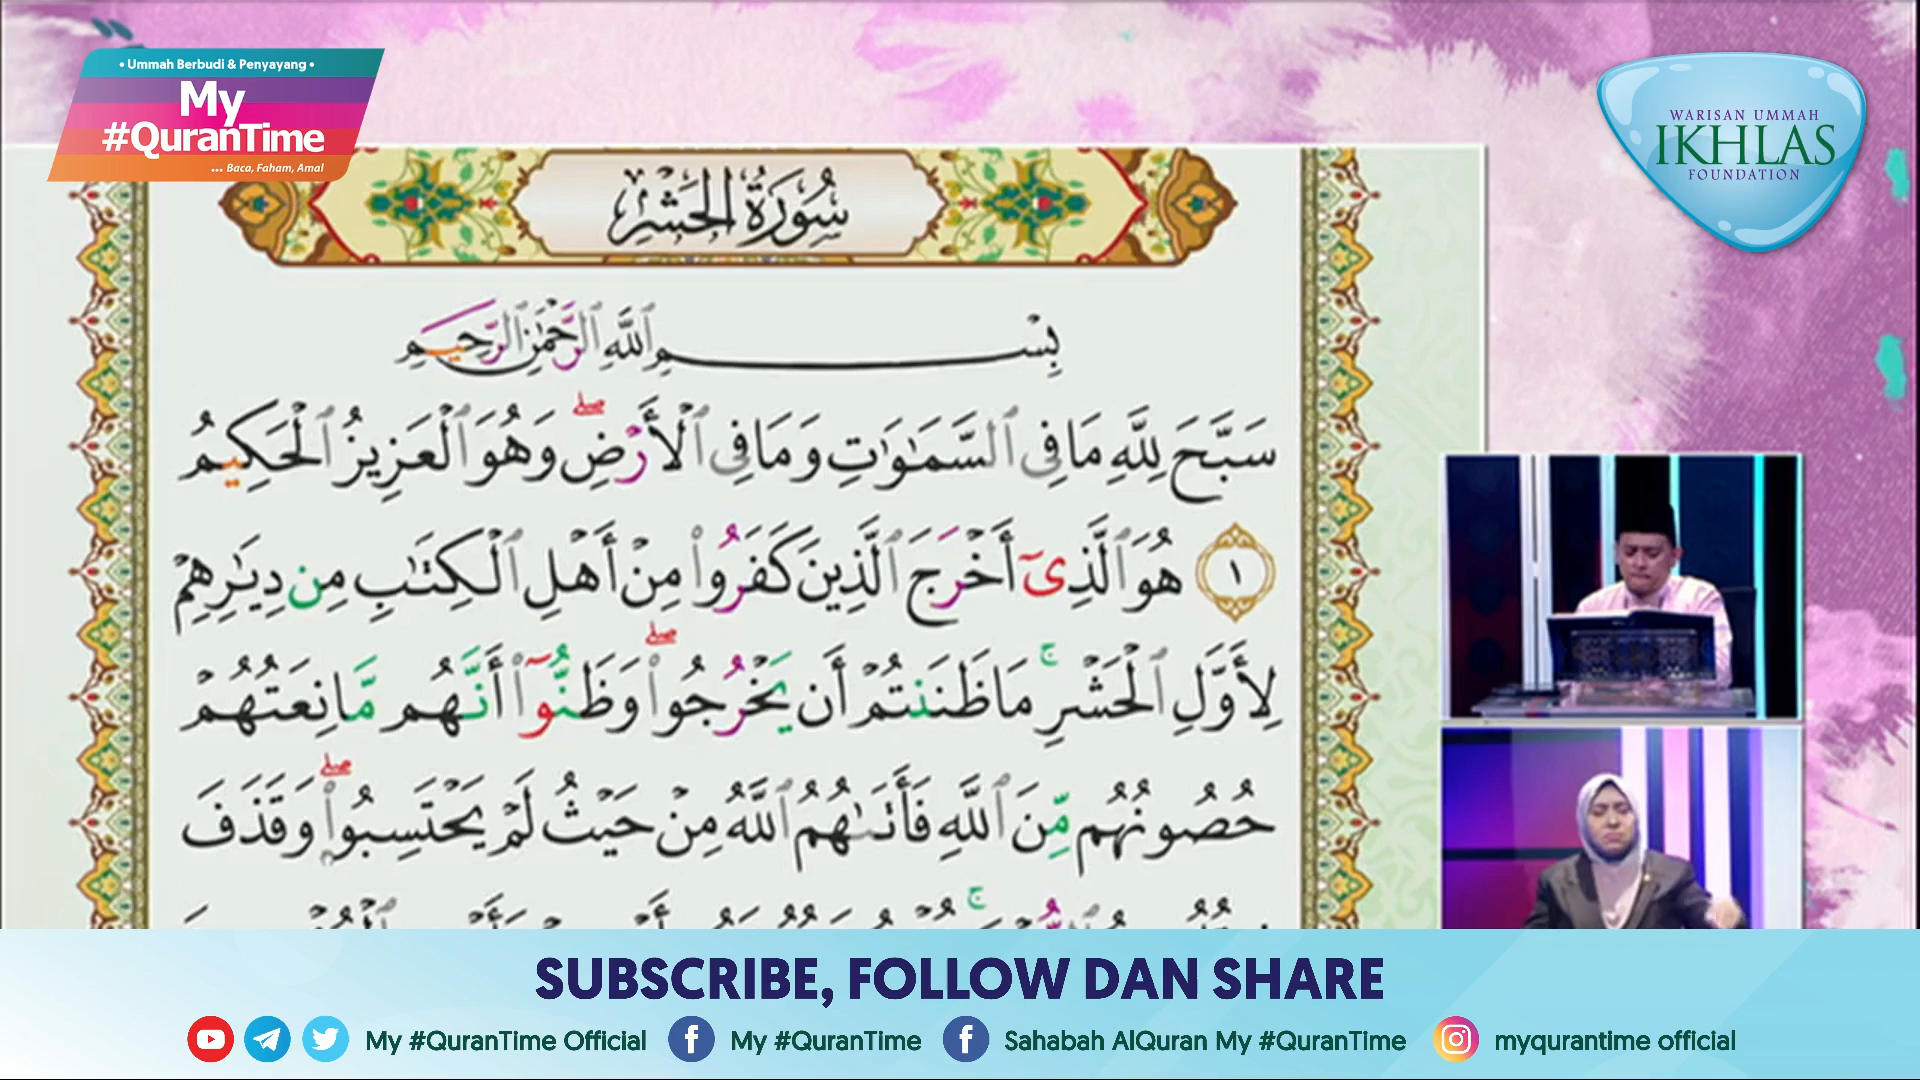 • Ummah Berbudi & Penyayang •
My
#QuranTime
... Baca, Faham, Amal
WARISAN UMMAH
IKHLAS
FOUNDATION
سُورَةُ الحَشْرِ
بِسْمِ ٱللَّهِ ٱلرَّحْمَٰنِ ٱلرَّحِيمِ
سَبَّحَ لِلَّهِ مَا فِى ٱلسَّمَٰوَٰتِ وَمَا فِى ٱلْأَرْضِ ۖ وَهُوَ ٱلْعَزِيزُ ٱلْحَكِيمُ
١ هُوَ ٱلَّذِىٓ أَخْرَجَ ٱلَّذِينَ كَفَرُوا۟ مِنْ أَهْلِ ٱلْكِتَٰبِ مِن دِيَٰرِهِمْ
لِأَوَّلِ ٱلْحَشْرِ ۚ مَا ظَنَنتُمْ أَن يَخْرُجُوا۟ ۖ وَظَنُّوٓا۟ أَنَّهُم مَّانِعَتُهُمْ
حُصُونُهُم مِّنَ ٱللَّهِ فَأَتَىٰهُمُ ٱللَّهُ مِنْ حَيْثُ لَمْ يَحْتَسِبُوا۟ ۖ وَقَذَفَ
SUBSCRIBE, FOLLOW DAN SHARE
My #QuranTime Official My #QuranTime Sahabah AlQuran My #QuranTime myqurantime official